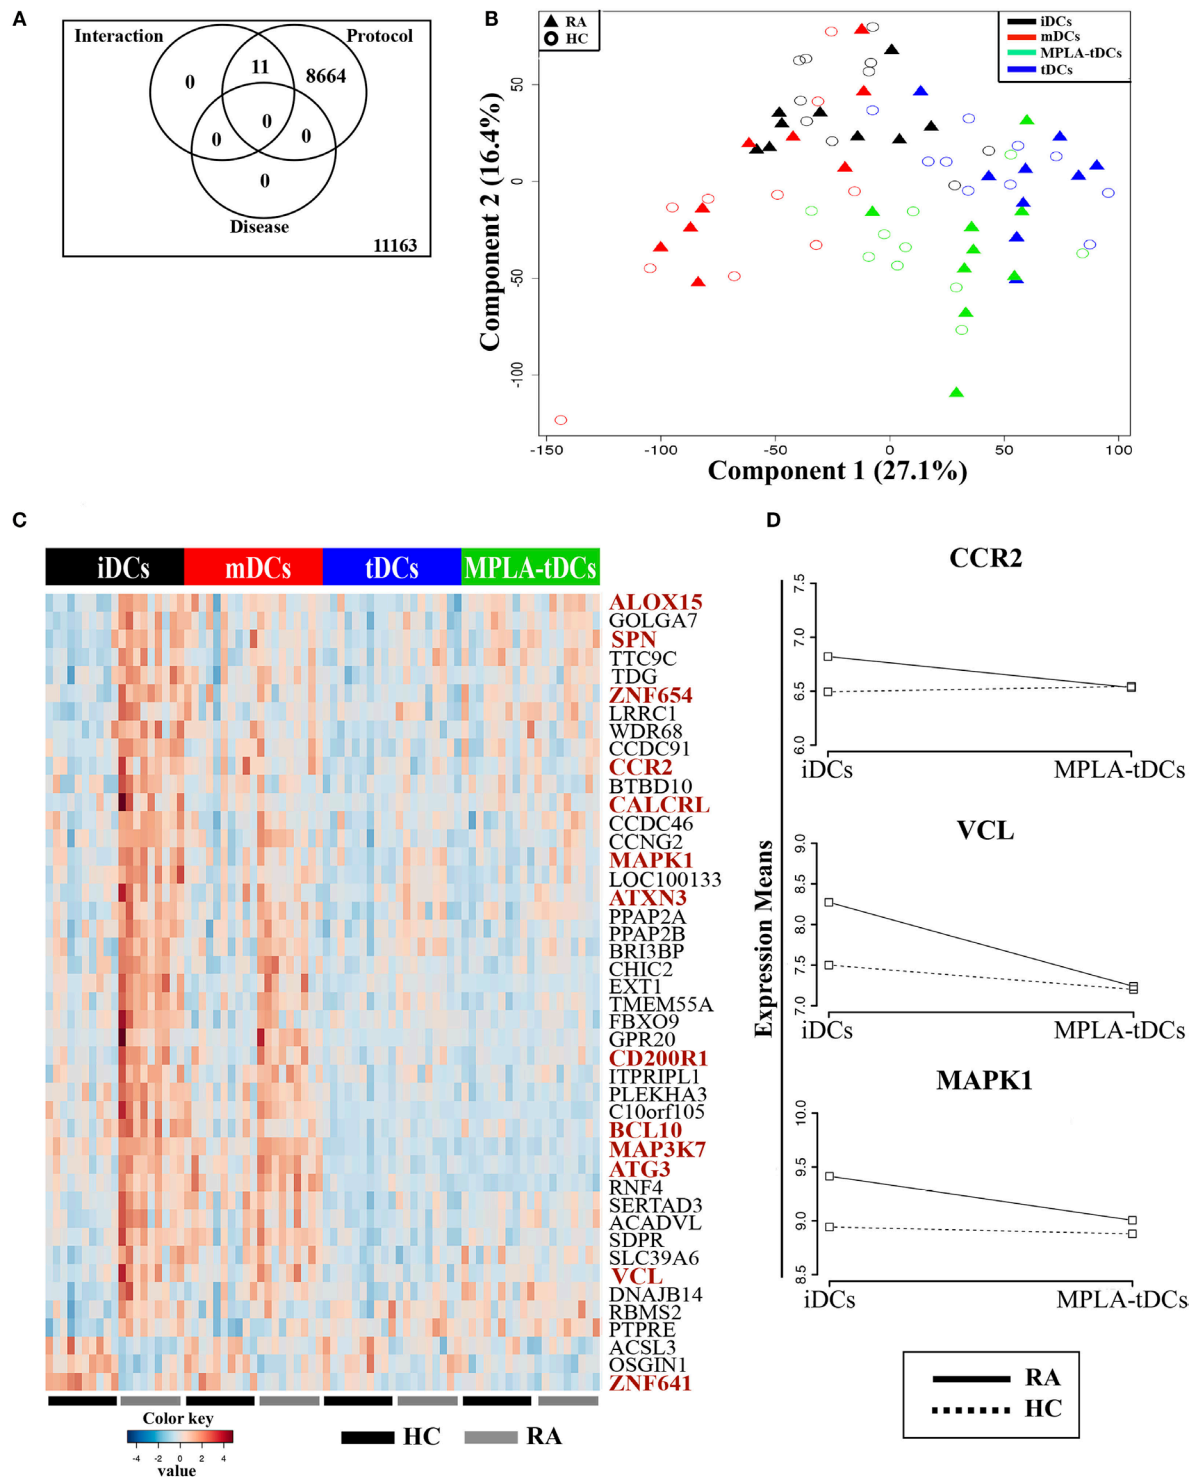 A
Interaction
Protocol
0
11
8664
0
0
0
0
Disease
11163
B
RA
HC
iDCs
mDCs
MPLA-tDCs
tDCs
Component 2 (16.4%)
50
0
-50
-100
-150
-100
-50
0
50
100
Component 1 (27.1%)
C
iDCs
mDCs
tDCs
MPLA-tDCs
ALOX15
GOLGA7
SPN
TTC9C
TDG
ZNF654
LRRC1
WDR68
CCDC91
CCR2
BTBD10
CALCRL
CCDC46
CCNG2
MAPK1
LOC100133
ATXN3
PPAP2A
PPAP2B
BRI3BP
CHIC2
EXT1
TMEM55A
FBXO9
GPR20
CD200R1
ITPRIPL1
PLEKHA3
C10orf105
BCL10
MAP3K7
ATG3
RNF4
SERTAD3
ACADVL
SDPR
SLC39A6
VCL
DNAJB14
RBMS2
PTPRE
ACSL3
OSGIN1
ZNF641
Color key
-4 -2 0 2 4
value
HC
RA
D
Expression Means
CCR2
7.5
7.0
6.5
6.0
iDCs
MPLA-tDCs
VCL
9.0
8.5
8.0
7.5
7.0
iDCs
MPLA-tDCs
MAPK1
10.0
9.5
9.0
8.5
iDCs
MPLA-tDCs
RA
HC